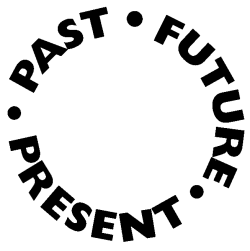 PAST • FUTURE • PRESENT •